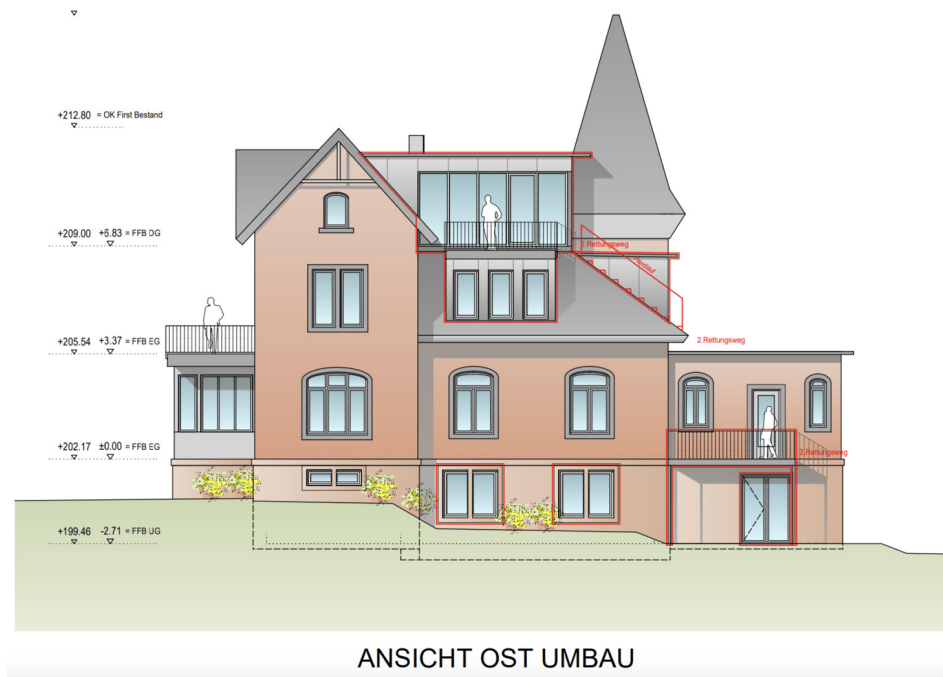 +212.80 = OK First Bestand
+209.00 +6.83 = FFB DG
2.Rettungsweg
Handlauf
+205.54 +3.37 = FFB EG
2.Rettungsweg
+202.17 ±0.00 = FFB EG
2.Rettungsweg
+199.46 -2.71 = FFB UG
ANSICHT OST UMBAU